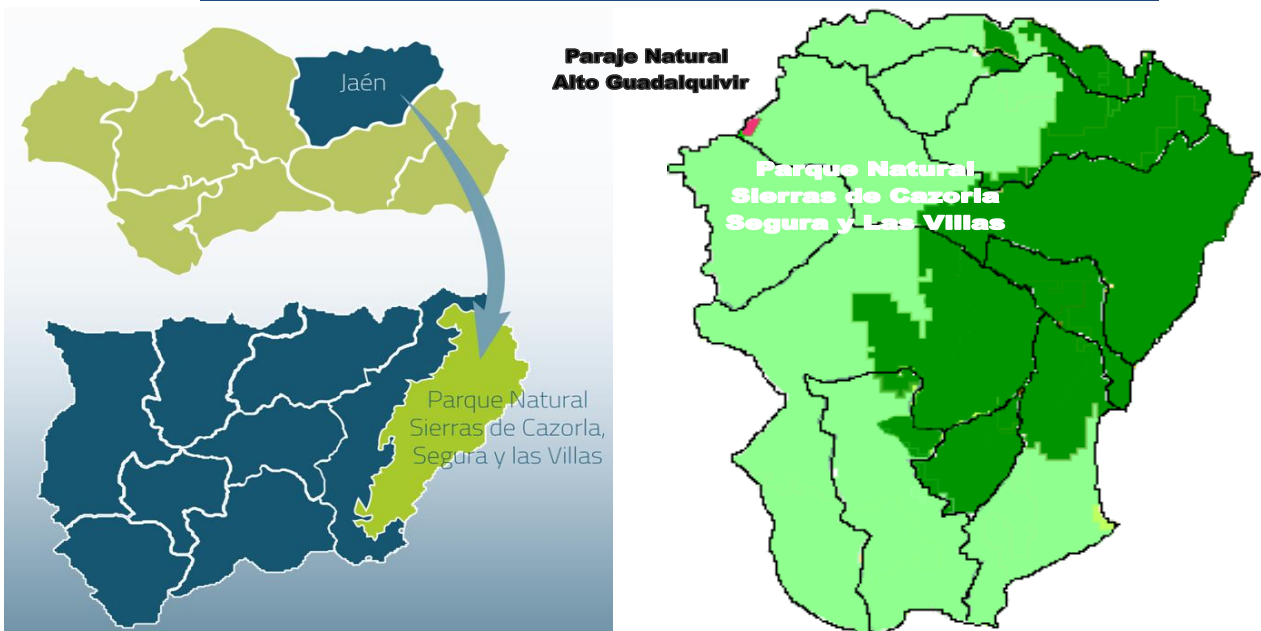 Jaén
Parque Natural
Sierras de Cazorla,
Segura y las Villas
Paraje Natural
Alto Guadalquivir
Parque Natural
Sierras de Cazorla
Segura y Las Villas